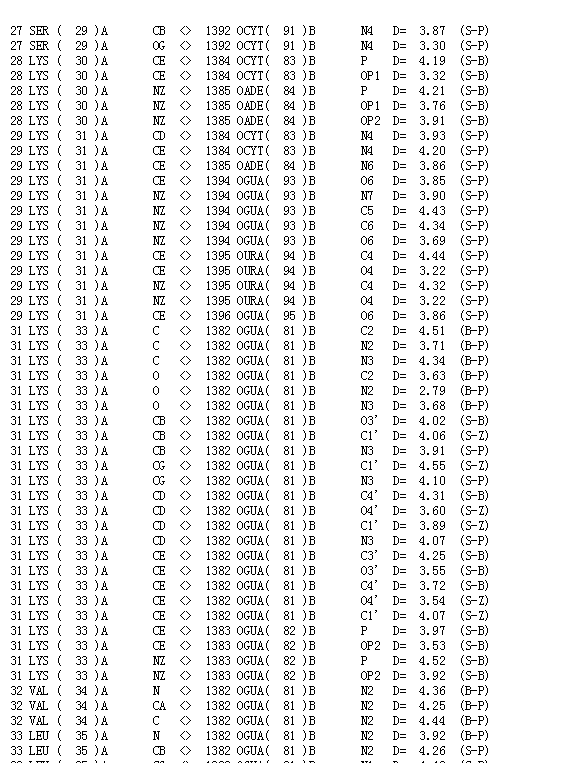 27 SER ( 29 )A CB <> 1392 OCYT( 91 )B N4 D= 3.87 (S-P)
27 SER ( 29 )A OG <> 1392 OCYT( 91 )B N4 D= 3.30 (S-P)
28 LYS ( 30 )A CE <> 1384 OCYT( 83 )B P D= 4.19 (S-B)
28 LYS ( 30 )A CE <> 1384 OCYT( 83 )B OP1 D= 3.32 (S-B)
28 LYS ( 30 )A NZ <> 1385 OADE( 84 )B P D= 4.21 (S-B)
28 LYS ( 30 )A NZ <> 1385 OADE( 84 )B OP1 D= 3.76 (S-B)
28 LYS ( 30 )A NZ <> 1385 OADE( 84 )B OP2 D= 3.91 (S-B)
29 LYS ( 31 )A CD <> 1384 OCYT( 83 )B N4 D= 3.93 (S-P)
29 LYS ( 31 )A CE <> 1384 OCYT( 83 )B N4 D= 4.20 (S-P)
29 LYS ( 31 )A CE <> 1385 OADE( 84 )B N6 D= 3.86 (S-P)
29 LYS ( 31 )A CE <> 1394 OGUA( 93 )B O6 D= 3.85 (S-P)
29 LYS ( 31 )A NZ <> 1394 OGUA( 93 )B N7 D= 3.90 (S-P)
29 LYS ( 31 )A NZ <> 1394 OGUA( 93 )B C5 D= 4.43 (S-P)
29 LYS ( 31 )A NZ <> 1394 OGUA( 93 )B C6 D= 4.34 (S-P)
29 LYS ( 31 )A NZ <> 1394 OGUA( 93 )B O6 D= 3.69 (S-P)
29 LYS ( 31 )A CE <> 1395 OURA( 94 )B C4 D= 4.44 (S-P)
29 LYS ( 31 )A CE <> 1395 OURA( 94 )B O4 D= 3.22 (S-P)
29 LYS ( 31 )A NZ <> 1395 OURA( 94 )B C4 D= 4.32 (S-P)
29 LYS ( 31 )A NZ <> 1395 OURA( 94 )B O4 D= 3.22 (S-P)
29 LYS ( 31 )A CE <> 1396 OGUA( 95 )B O6 D= 3.86 (S-P)
31 LYS ( 33 )A C <> 1382 OGUA( 81 )B C2 D= 4.51 (B-P)
31 LYS ( 33 )A C <> 1382 OGUA( 81 )B N2 D= 3.71 (B-P)
31 LYS ( 33 )A C <> 1382 OGUA( 81 )B N3 D= 4.34 (B-P)
31 LYS ( 33 )A O <> 1382 OGUA( 81 )B C2 D= 3.63 (B-P)
31 LYS ( 33 )A O <> 1382 OGUA( 81 )B N2 D= 2.79 (B-P)
31 LYS ( 33 )A O <> 1382 OGUA( 81 )B N3 D= 3.68 (B-P)
31 LYS ( 33 )A CB <> 1382 OGUA( 81 )B O3' D= 4.02 (S-B)
31 LYS ( 33 )A CB <> 1382 OGUA( 81 )B C1' D= 4.06 (S-Z)
31 LYS ( 33 )A CB <> 1382 OGUA( 81 )B N3 D= 3.91 (S-P)
31 LYS ( 33 )A CG <> 1382 OGUA( 81 )B C1' D= 4.55 (S-Z)
31 LYS ( 33 )A CG <> 1382 OGUA( 81 )B N3 D= 4.10 (S-P)
31 LYS ( 33 )A CD <> 1382 OGUA( 81 )B C4' D= 4.31 (S-B)
31 LYS ( 33 )A CD <> 1382 OGUA( 81 )B O4' D= 3.60 (S-Z)
31 LYS ( 33 )A CD <> 1382 OGUA( 81 )B C1' D= 3.89 (S-Z)
31 LYS ( 33 )A CD <> 1382 OGUA( 81 )B N3 D= 4.07 (S-P)
31 LYS ( 33 )A CE <> 1382 OGUA( 81 )B C3' D= 4.25 (S-B)
31 LYS ( 33 )A CE <> 1382 OGUA( 81 )B O3' D= 3.55 (S-B)
31 LYS ( 33 )A CE <> 1382 OGUA( 81 )B C4' D= 3.72 (S-B)
31 LYS ( 33 )A CE <> 1382 OGUA( 81 )B O4' D= 3.54 (S-Z)
31 LYS ( 33 )A CE <> 1382 OGUA( 81 )B C1' D= 4.07 (S-Z)
31 LYS ( 33 )A CE <> 1383 OGUA( 82 )B P D= 3.97 (S-B)
31 LYS ( 33 )A CE <> 1383 OGUA( 82 )B OP2 D= 3.53 (S-B)
31 LYS ( 33 )A NZ <> 1383 OGUA( 82 )B P D= 4.52 (S-B)
31 LYS ( 33 )A NZ <> 1383 OGUA( 82 )B OP2 D= 3.92 (S-B)
32 VAL ( 34 )A N <> 1382 OGUA( 81 )B N2 D= 4.36 (B-P)
32 VAL ( 34 )A CA <> 1382 OGUA( 81 )B N2 D= 4.25 (B-P)
32 VAL ( 34 )A C <> 1382 OGUA( 81 )B N2 D= 4.44 (B-P)
33 LEU ( 35 )A N <> 1382 OGUA( 81 )B N2 D= 3.92 (B-P)
33 LEU ( 35 )A CB <> 1382 OGUA( 81 )B N2 D= 4.26 (S-P)